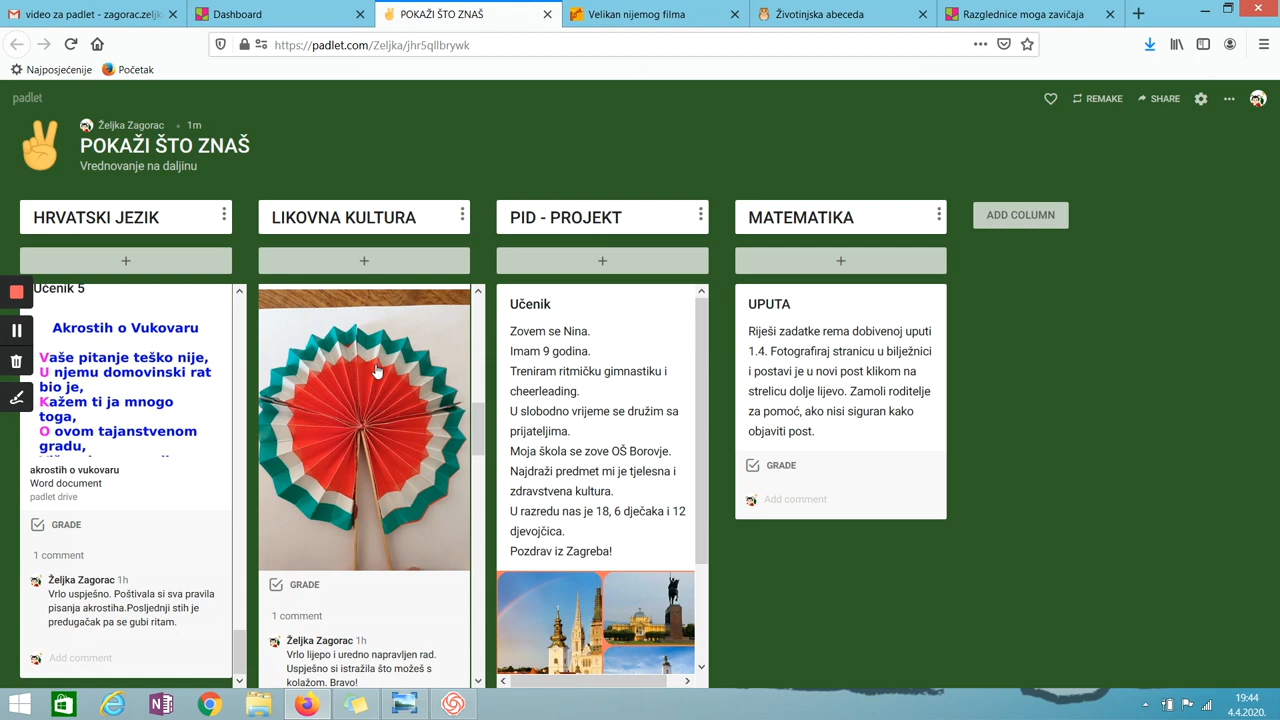 video za padlet - zagorac.zeljk
Dashboard
POKAŽI ŠTO ZNAŠ
Velikan nijemog filma
Životinjska abeceda
Razglednice moga zavičaja
https://padlet.com/Zeljka/jhr5qllbrywk
Najposjećenije
Početak
padlet
REMAKE
SHARE
Željka Zagorac • 1m
POKAŽI ŠTO ZNAŠ
Vrednovanje na daljinu
HRVATSKI JEZIK
LIKOVNA KULTURA
PID - PROJEKT
MATEMATIKA
ADD COLUMN
Učenik 5
Akrostih o Vukovaru
Vaše pitanje teško nije,
U njemu domovinski rat
bio je,
Kažem ti ja mnogo
toga,
O ovom tajanstvenom
gradu,
akrostih o vukovaru
Word document
padlet drive
GRADE
1 comment
Željka Zagorac 1h
Vrlo uspješno. Poštivala si sva pravila
pisanja akrostiha.Posljednji stih je
predugačak pa se gubi ritam.
Add comment
GRADE
1 comment
Željka Zagorac 1h
Vrlo lijepo i uredno napravljen rad.
Uspješno si istražila što možeš s
kolažom. Bravo!
Učenik
Zovem se Nina.
Imam 9 godina.
Treniram ritmičku gimnastiku i
cheerleading.
U slobodno vrijeme se družim sa
prijateljima.
Moja škola se zove OŠ Borovje.
Najdraži predmet mi je tjelesna i
zdravstvena kultura.
U razredu nas je 18, 6 dječaka i 12
djevojčica.
Pozdrav iz Zagreba!
UPUTA
Riješi zadatke rema dobivenoj uputi
1.4. Fotografiraj stranicu u bilježnici
i postavi je u novi post klikom na
strelicu dolje lijevo. Zamoli roditelje
za pomoć, ako nisi siguran kako
objaviti post.
GRADE
Add comment
19:44
4.4.2020.